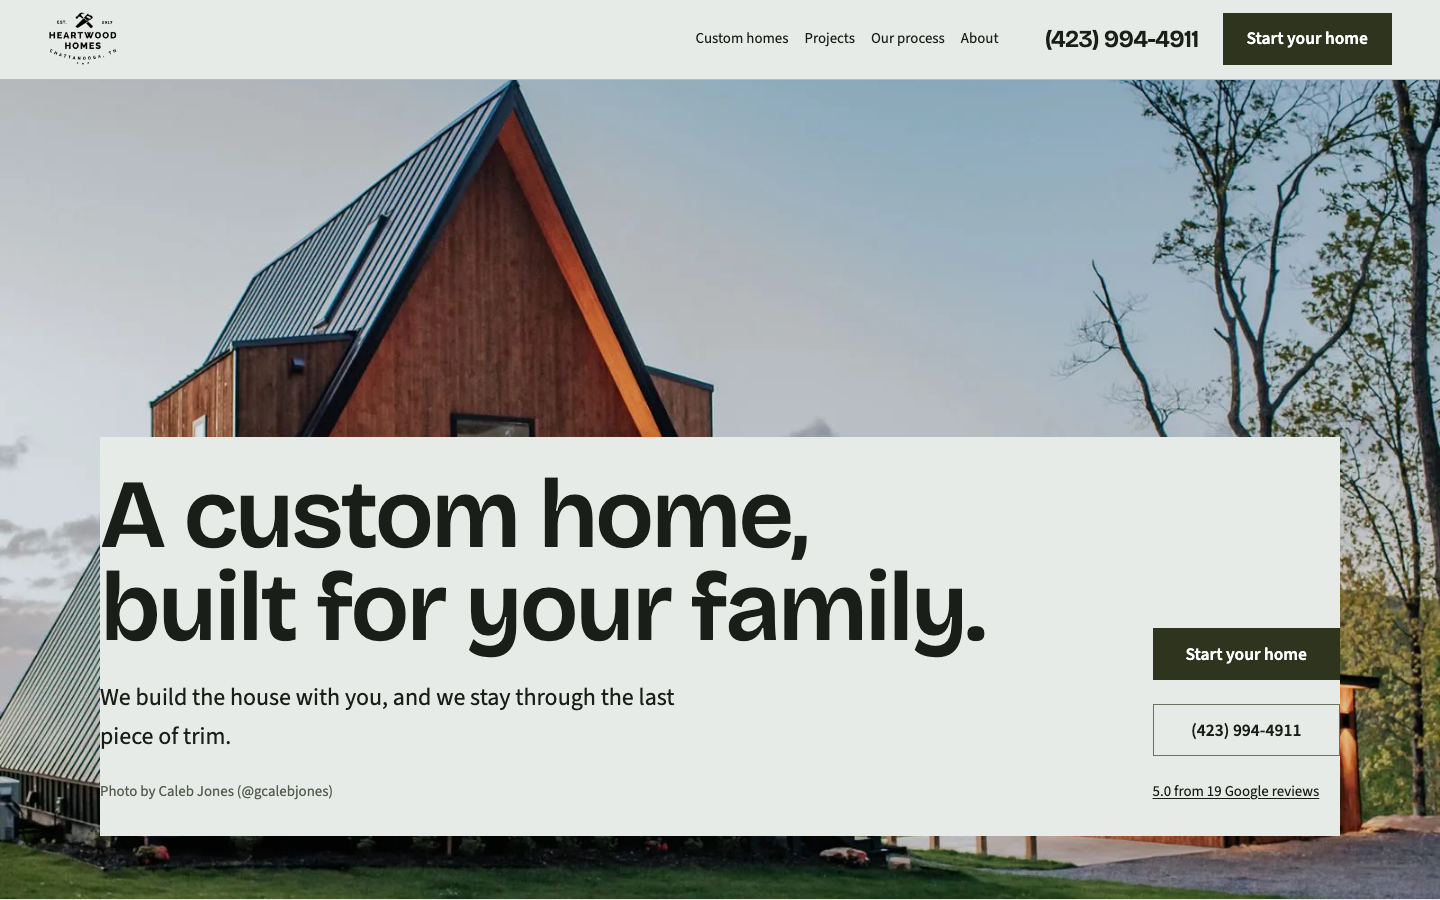 EST. 2017
HEARTWOOD
HOMES
CHATTANOOGA, TN
Custom homes
Projects
Our process
About
(423) 994-4911
Start your home
A custom home,
built for your family.
We build the house with you, and we stay through the last
piece of trim.
Start your home
(423) 994-4911
Photo by Caleb Jones (@gcalebjones)
5.0 from 19 Google reviews